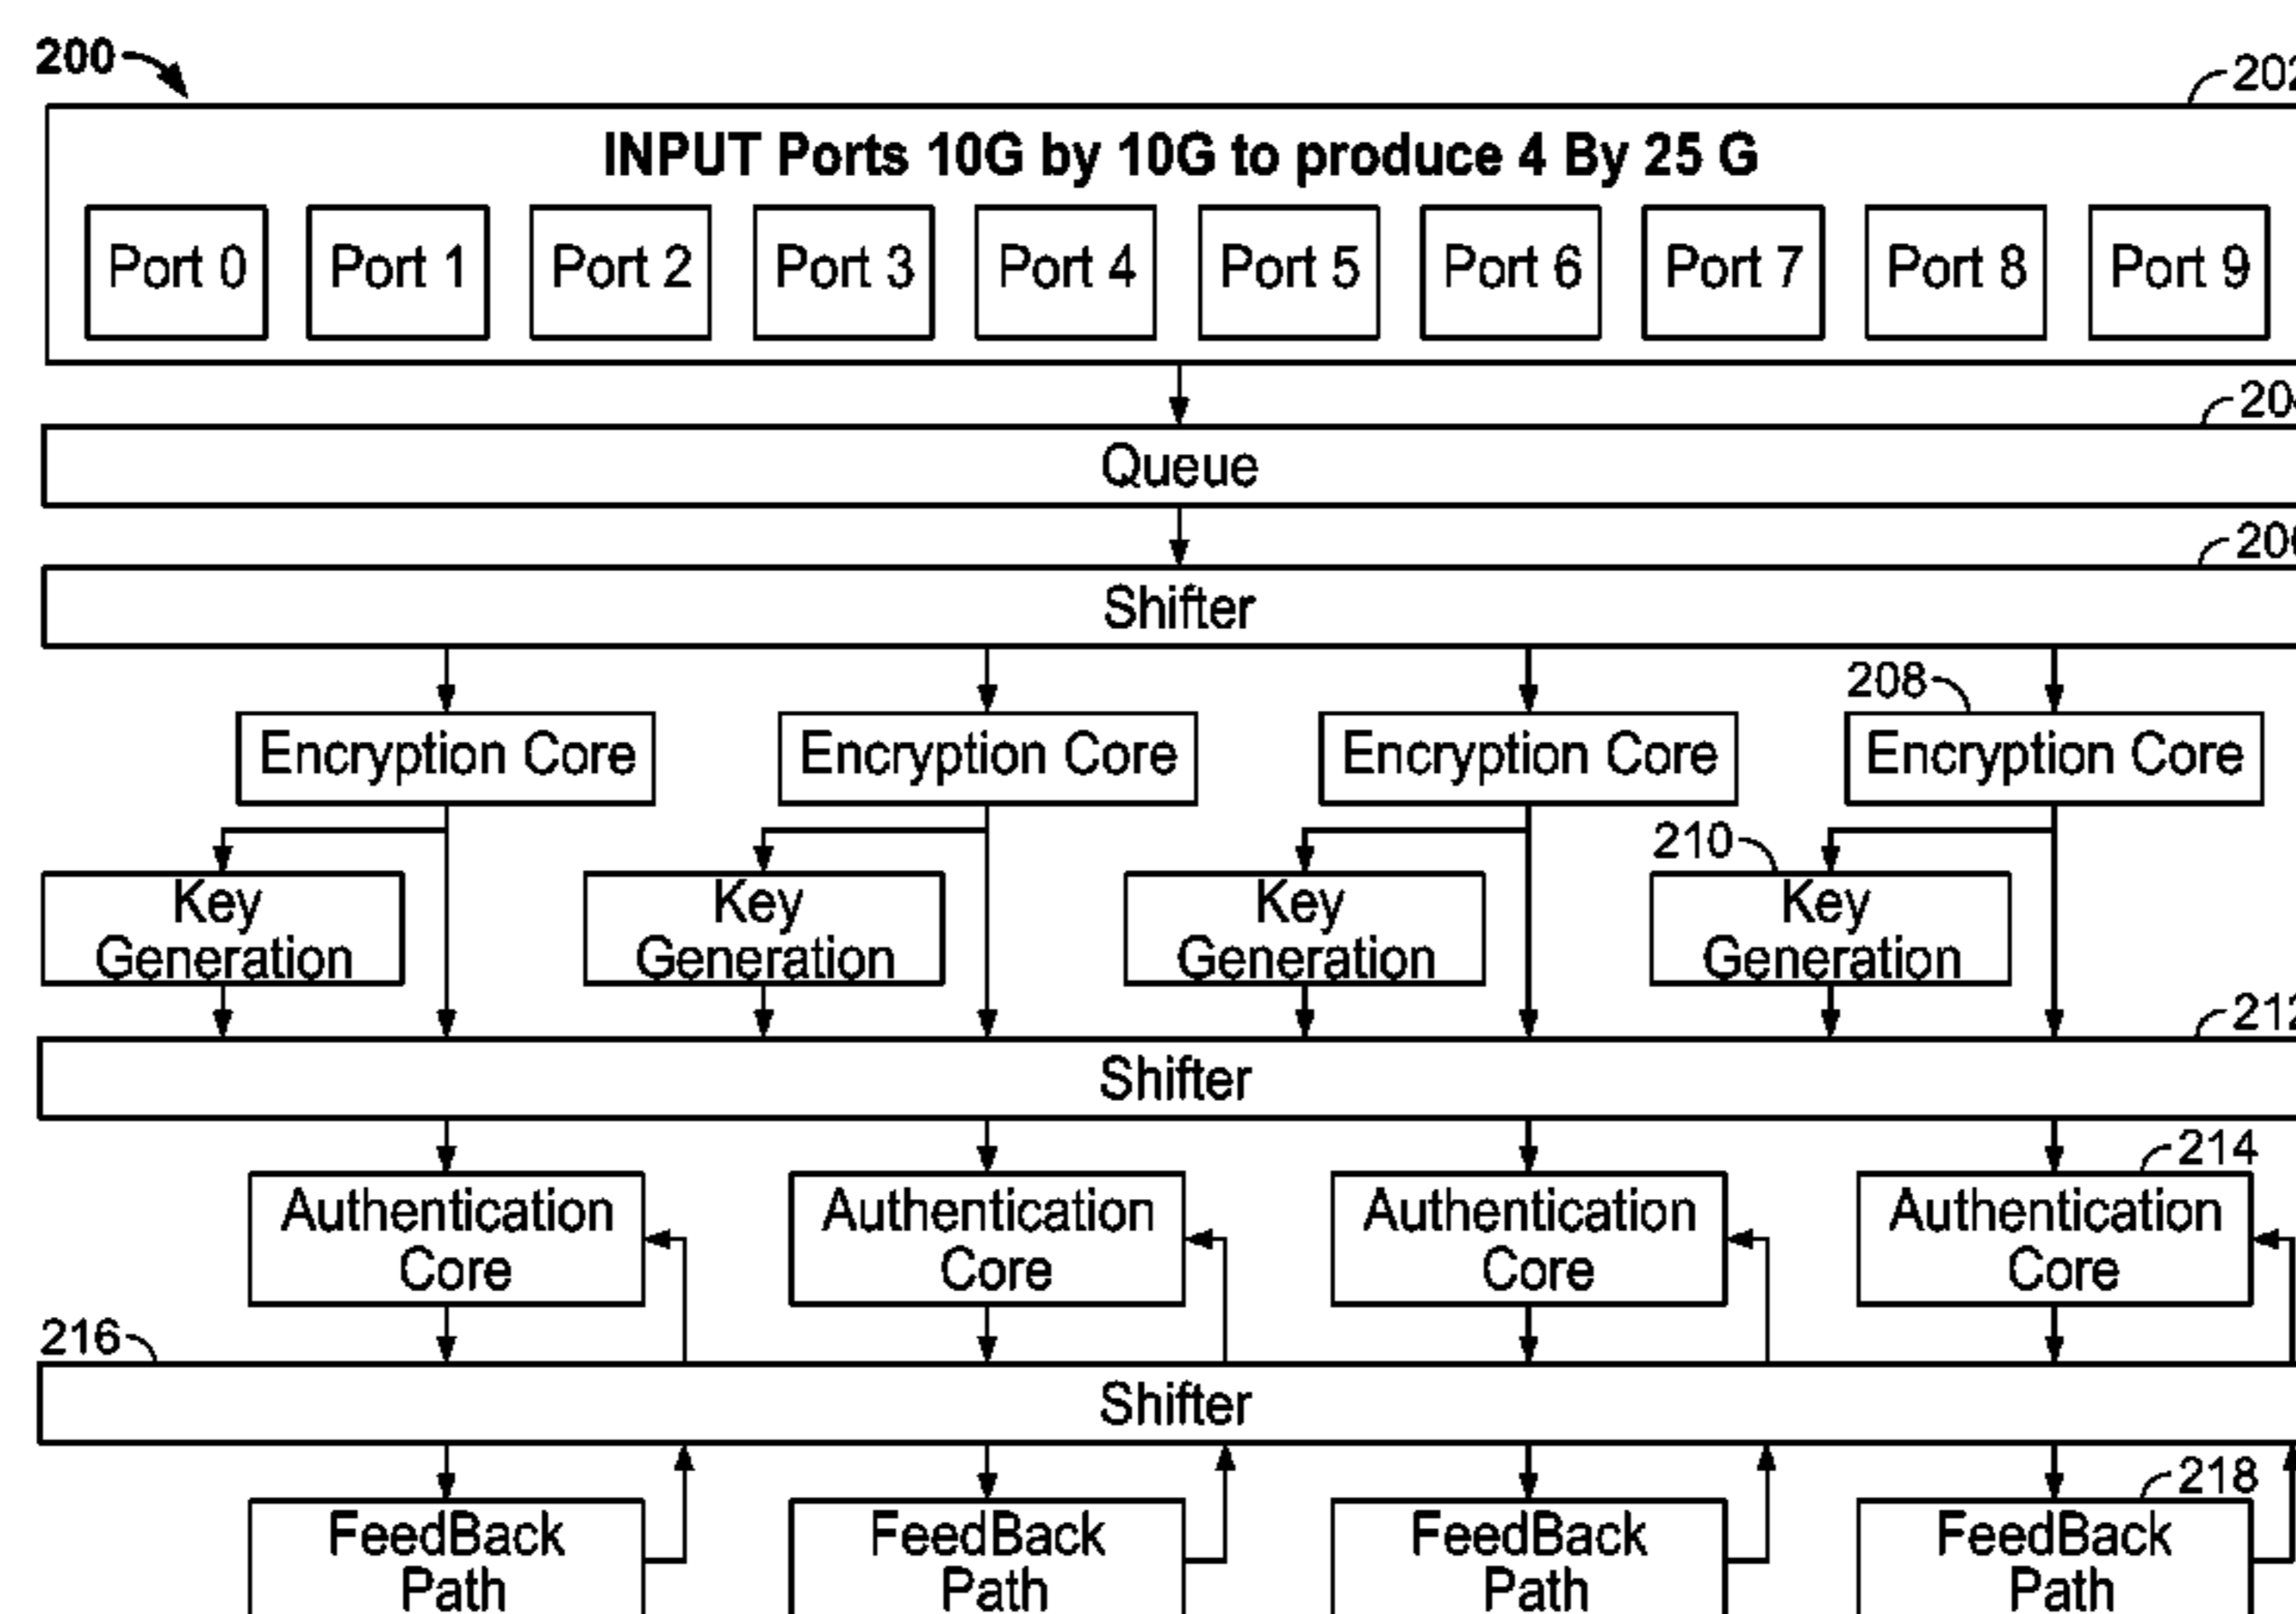 200
202
INPUT Ports 10G by 10G to produce 4 By 25 G
Port 0 Port 1 Port 2 Port 3 Port 4 Port 5 Port 6 Port 7 Port 8 Port 9
Queue
Shifter
208
Encryption Core Encryption Core Encryption Core Encryption Core
210
Key Key Key Key
Generation Generation Generation Generation
212
Shifter
214
Authentication Authentication Authentication Authentication
Core Core Core Core
216
Shifter
218
FeedBack FeedBack FeedBack FeedBack
Path Path Path Path